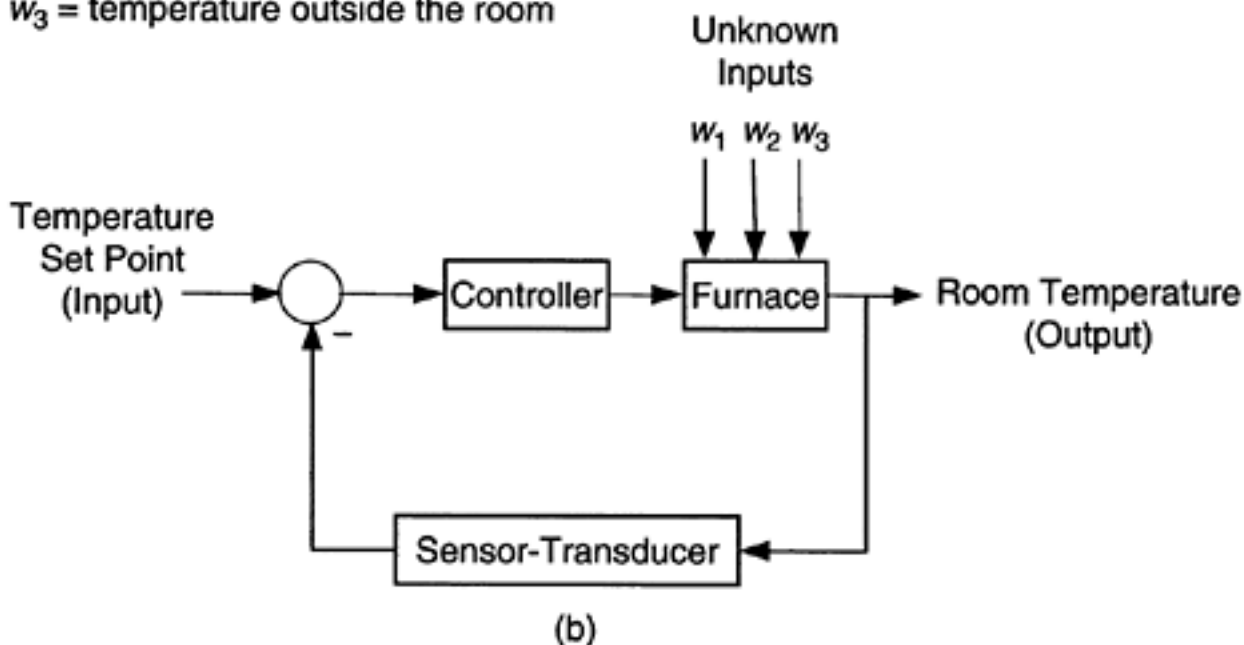 w₃ = temperature outside the room
Unknown
Inputs
w₁ w₂ w₃
Temperature
Set Point
(Input)
Controller
Furnace
Room Temperature
(Output)
–
Sensor-Transducer
(b)